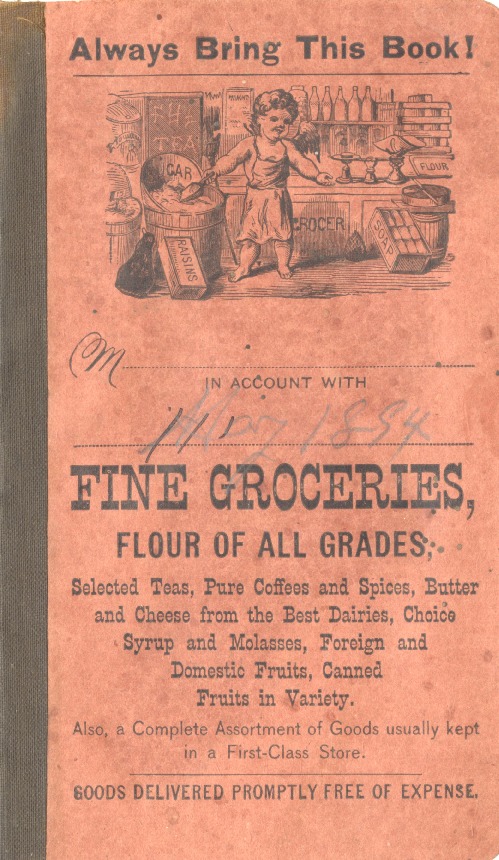 Always Bring This Book!
TEA
GAR
FLOUR
GROCER
SOAP
RAISINS
M
IN ACCOUNT WITH
May 1884
FINE GROCERIES,
FLOUR OF ALL GRADES,
Selected Teas, Pure Coffees and Spices, Butter
and Cheese from the Best Dairies, Choice
Syrup and Molasses, Foreign and
Domestic Fruits, Canned
Fruits in Variety.
Also, a Complete Assortment of Goods usually kept
in a First-Class Store.
GOODS DELIVERED PROMPTLY FREE OF EXPENSE.